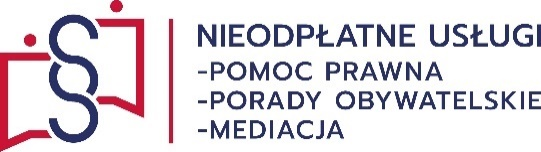 NIEODPŁATNE USŁUGI
-POMOC PRAWNA
-PORADY OBYWATELSKIE
-MEDIACJA